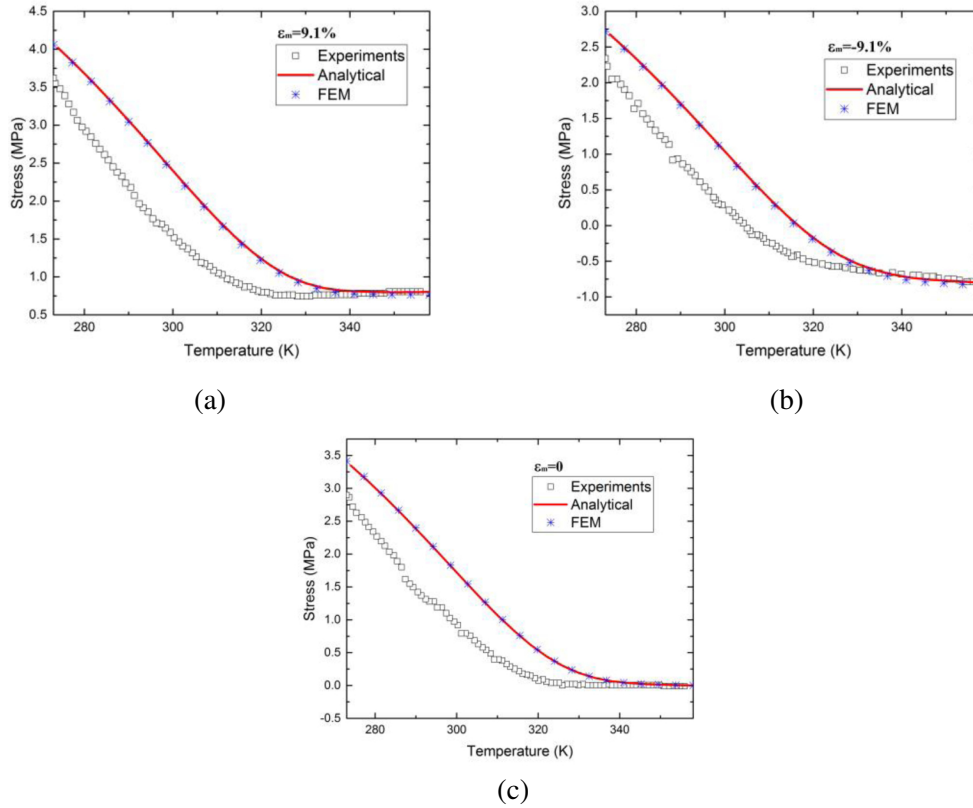 εm=9.1%
Experiments
Analytical
FEM
4.5
4.0
3.5
3.0
2.5
2.0
1.5
1.0
0.5
Stress (MPa)
280 300 320 340
Temperature (K)
(a)
εm=-9.1%
Experiments
Analytical
FEM
3.0
2.5
2.0
1.5
1.0
0.5
0.0
-0.5
-1.0
Stress (MPa)
280 300 320 340
Temperature (K)
(b)
εm=0
Experiments
Analytical
FEM
3.5
3.0
2.5
2.0
1.5
1.0
0.5
0.0
-0.5
Stress (MPa)
280 300 320 340
Temperature (K)
(c)